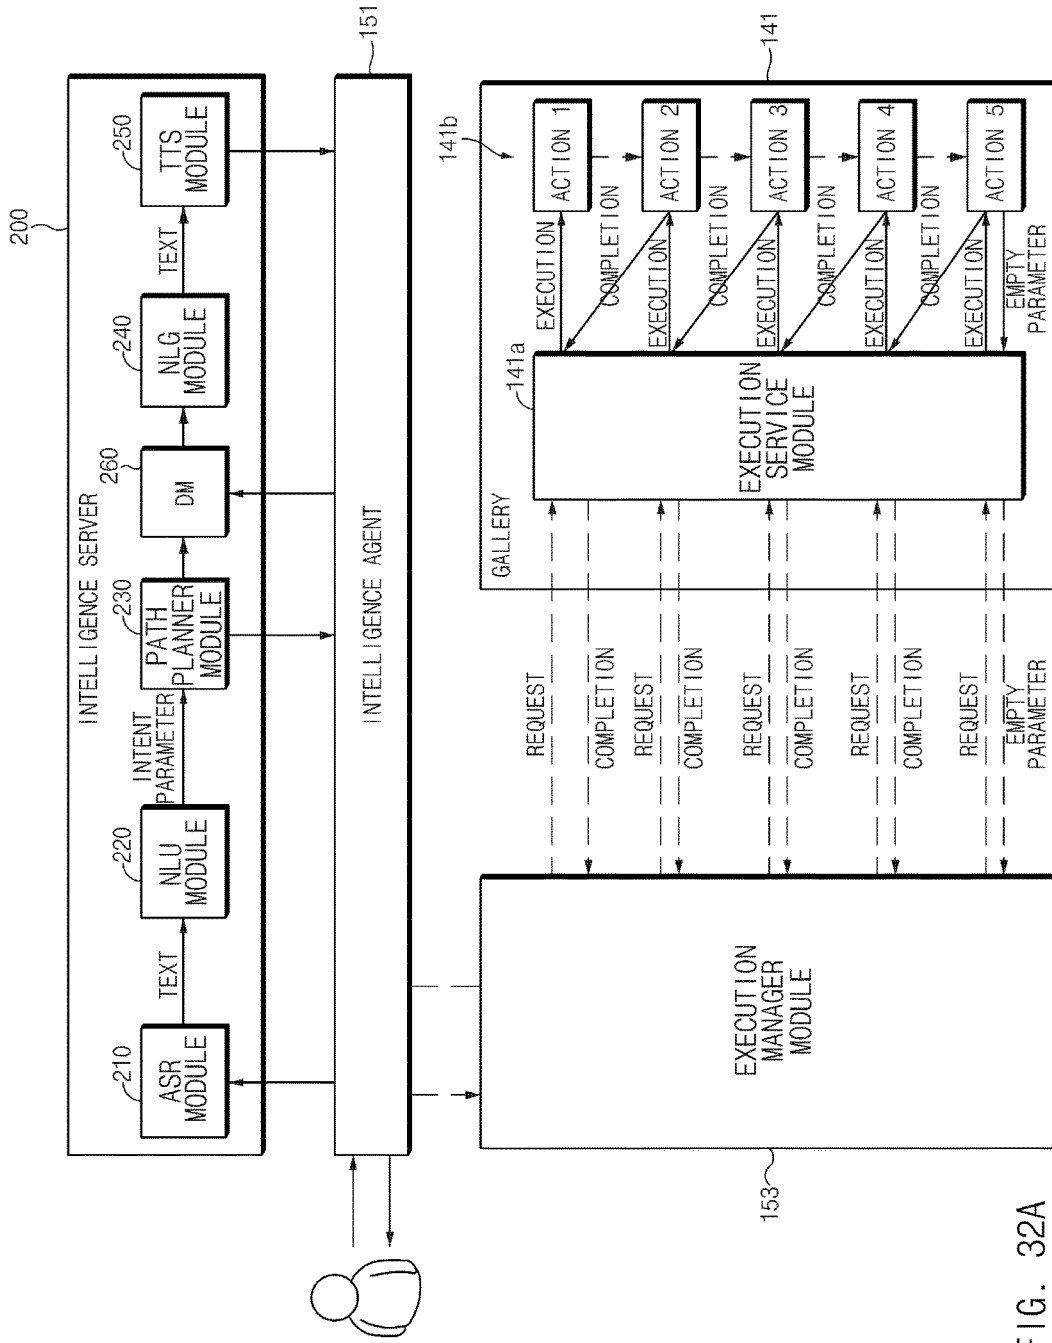 200
INTELLIGENCE SERVER
210
ASR
MODULE
TEXT
220
NLU
MODULE
INTENT
PARAMETER
230
PATH
PLANNER
MODULE
260
DM
240
NLG
MODULE
TEXT
250
TTS
MODULE
151
INTELLIGENCE AGENT
153
EXECUTION
MANAGER
MODULE
REQUEST
COMPLETION
REQUEST
COMPLETION
REQUEST
COMPLETION
REQUEST
COMPLETION
REQUEST
EMPTY
PARAMETER
141
GALLERY
141a
EXECUTION
SERVICE
MODULE
141b
EXECUTION
COMPLETION
EXECUTION
COMPLETION
EXECUTION
COMPLETION
EXECUTION
COMPLETION
EXECUTION
EMPTY
PARAMETER
ACTION 1
ACTION 2
ACTION 3
ACTION 4
ACTION 5
FIG. 32A